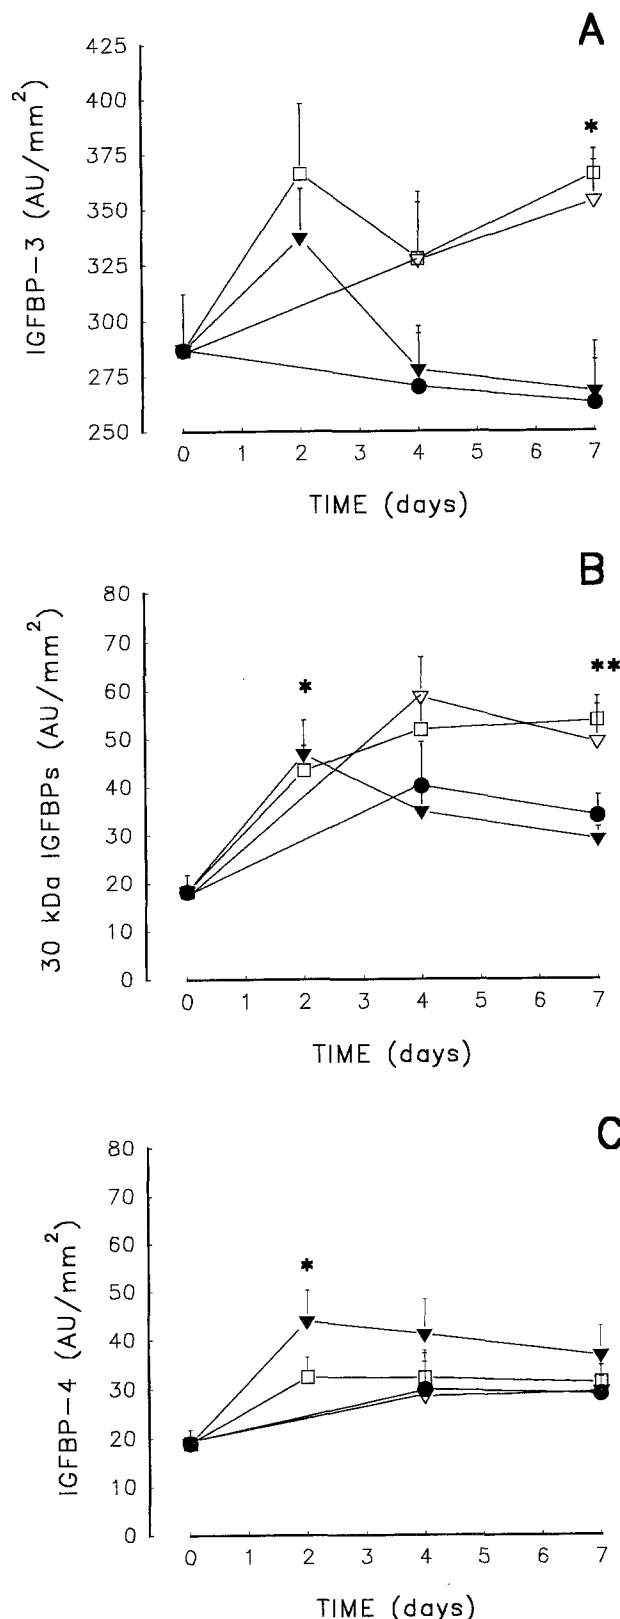 A
IGFBP-3 (AU/mm²)
425
400
375
350
325
300
275
250
*
0 1 2 3 4 5 6 7
TIME (days)
B
30 kDa IGFBPs (AU/mm²)
80
70
60
50
40
30
20
10
0
*
**
0 1 2 3 4 5 6 7
TIME (days)
C
IGFBP-4 (AU/mm²)
80
70
60
50
40
30
20
10
0
*
0 1 2 3 4 5 6 7
TIME (days)